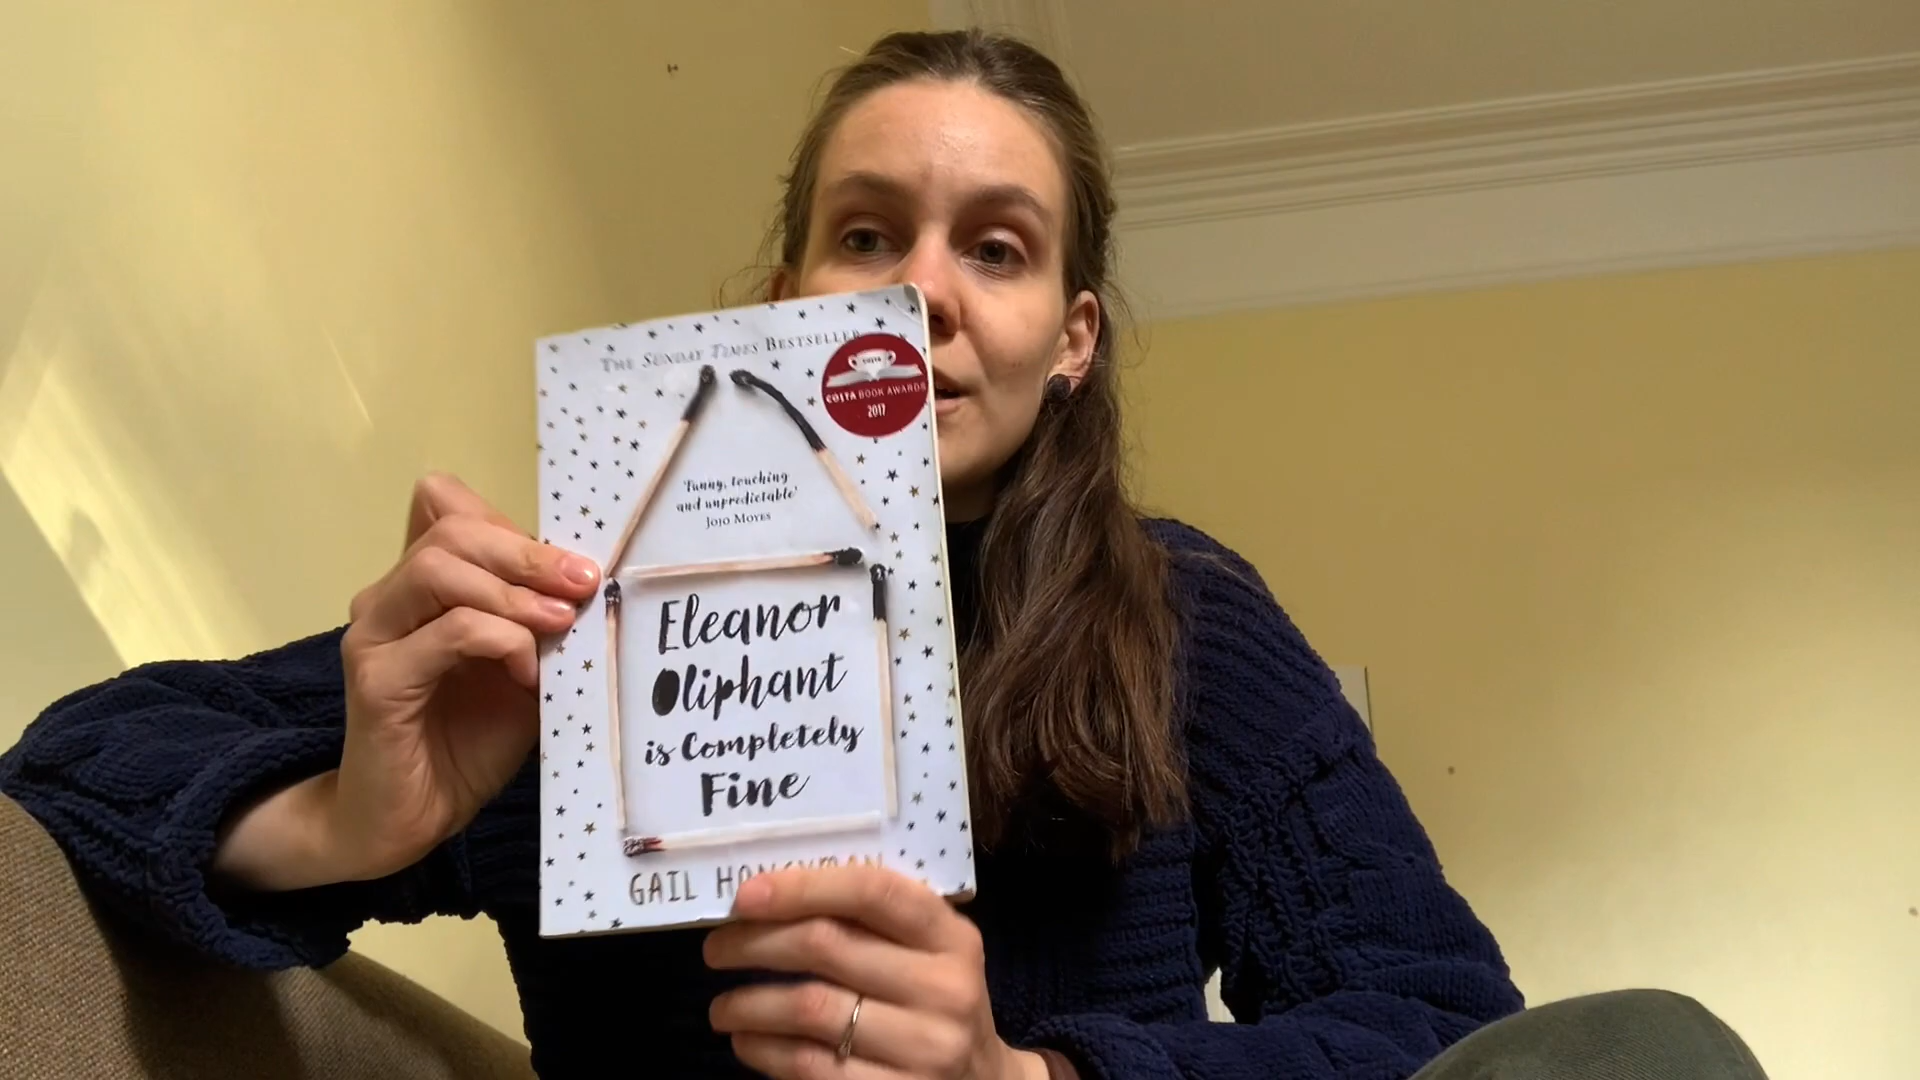 THE SUNDAY TIMES BESTSELLER
COSTA
COSTA BOOK AWARDS
2017
'Funny, touching
and unpredictable'
JOJO MOYES
Eleanor
Oliphant
is Completely
Fine
GAIL HONEYMAN